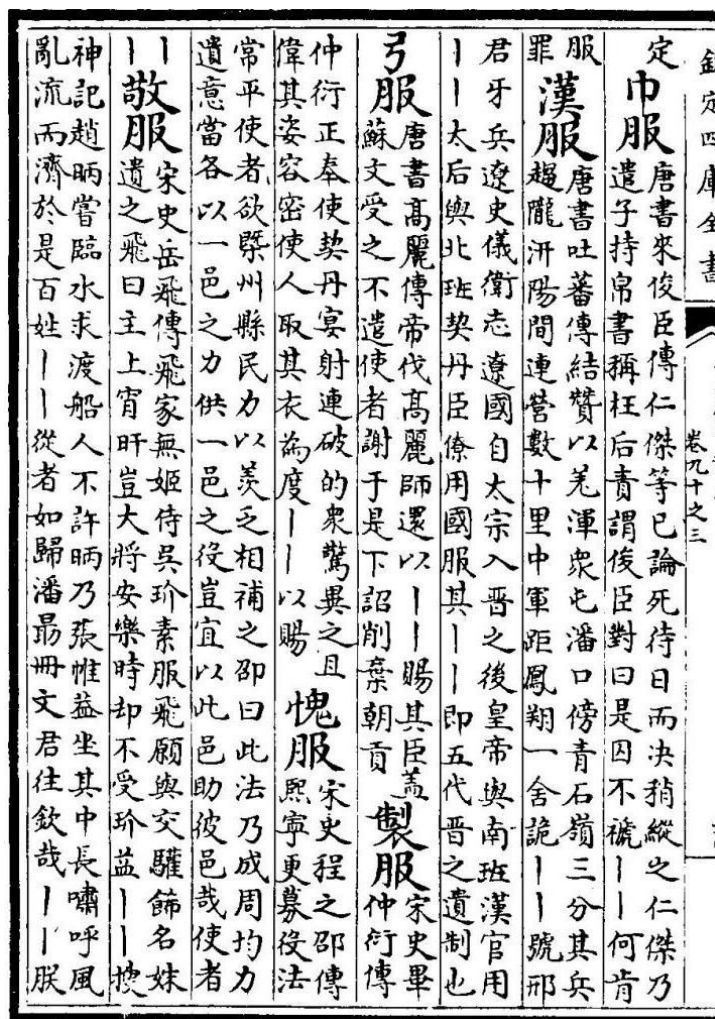 欽定四庫全書
卷九十之三
定
巾服
唐書來俊臣傳仁傑等已論死待日而決稍縱之仁傑乃
遣子持帛書稱枉后責謂俊臣對曰是囚不褫丨丨何肯
服
罪
漢服
唐書吐蕃傳結贊以羌渾衆屯潘口傍青石嶺三分其兵
趨隴汧陽間連營數十里中軍距鳳翔一舍詭丨丨號邢
君牙兵遼史儀衛志遼國自太宗入晉之後皇帝與南班漢官用
丨丨太后與北班契丹臣僚用國服其丨丨即五代晉之遺制也
弓服
唐書高麗傳帝伐高麗師還以丨丨賜其臣蓋
蘇文受之不遣使者謝于是下詔削棄朝貢
製服
宋史畢
仲衍傳
仲衍正奉使契丹宴射連破的衆驚異之且
偉其姿容密使人取其衣為度丨丨以賜
愧服
宋史程之邵傳
熙寧更募役法
常平使者欲槩州縣民力以羨乏相補之邵曰此法乃成周均力
遺意當各以一邑之力供一邑之役豈宜以此邑助彼邑哉使者
丨
丨
敬服
宋史岳飛傳飛家無姬侍吳玠素服飛願與交驩飾名姝
遺之飛曰主上宵旰豈大將安樂時却不受玠益丨丨搜
神記趙昞嘗臨水求渡船人不許昞乃張帷蓋坐其中長嘯呼風
亂流而濟於是百姓丨丨從者如歸潘勗冊文君往欽哉丨丨朕